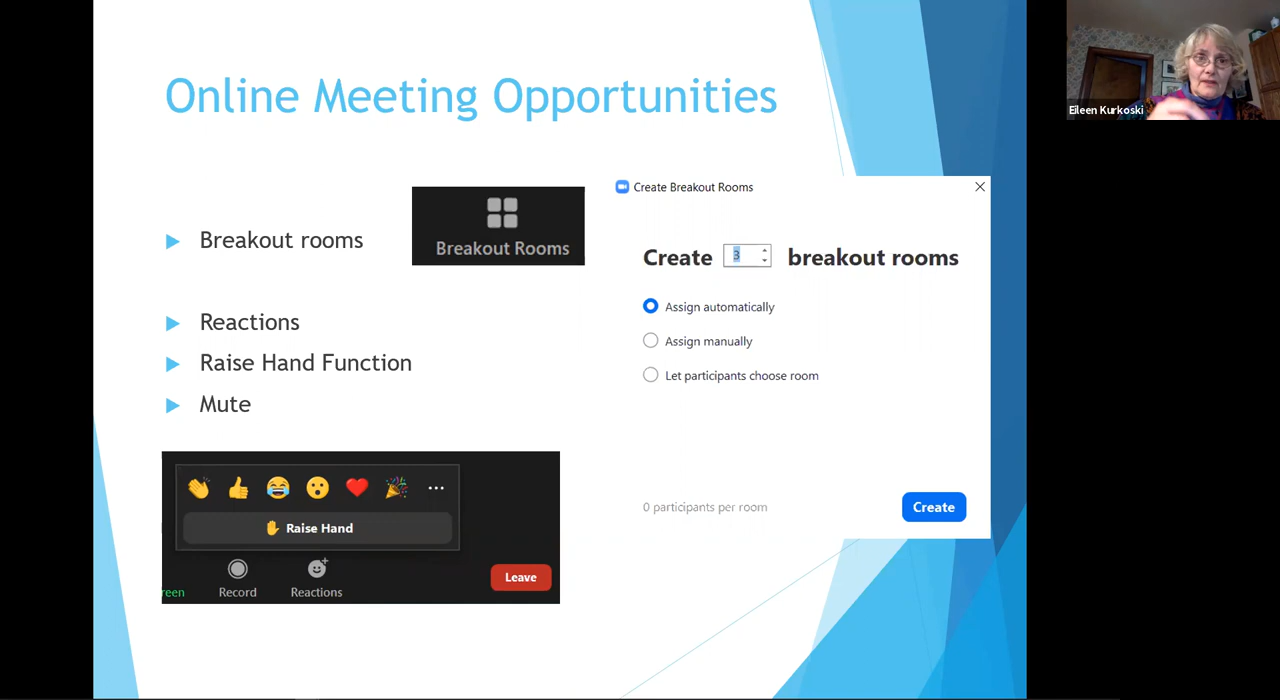 Online Meeting Opportunities
Eileen Kurkoski
Breakout rooms
Breakout Rooms
Reactions
Raise Hand Function
Mute
Create Breakout Rooms
Create 3 breakout rooms
Assign automatically
Assign manually
Let participants choose room
0 participants per room
Create
Raise Hand
reen
Record
Reactions
Leave